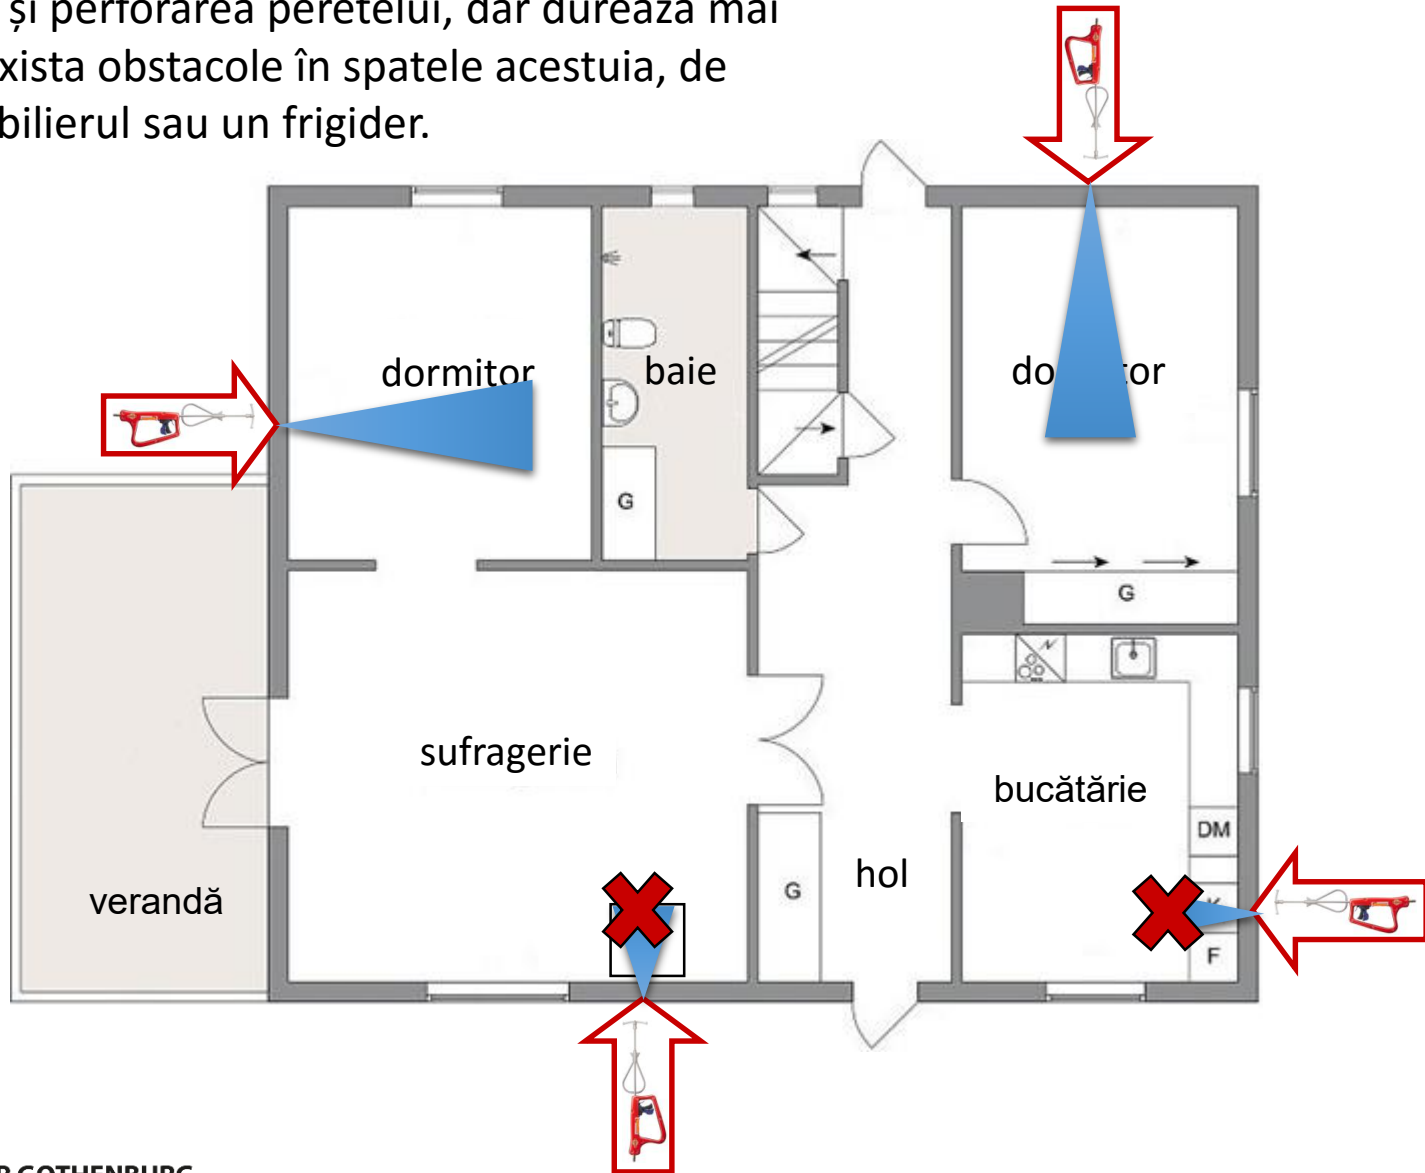 și perforarea peretelui, dar durează mai
xista obstacole în spatele acestuia, de
bilierul sau un frigider.
dormitor
baie
G
G
sufragerie
bucătărie
DM
F
hol
G
verandă
GOTHENBURG